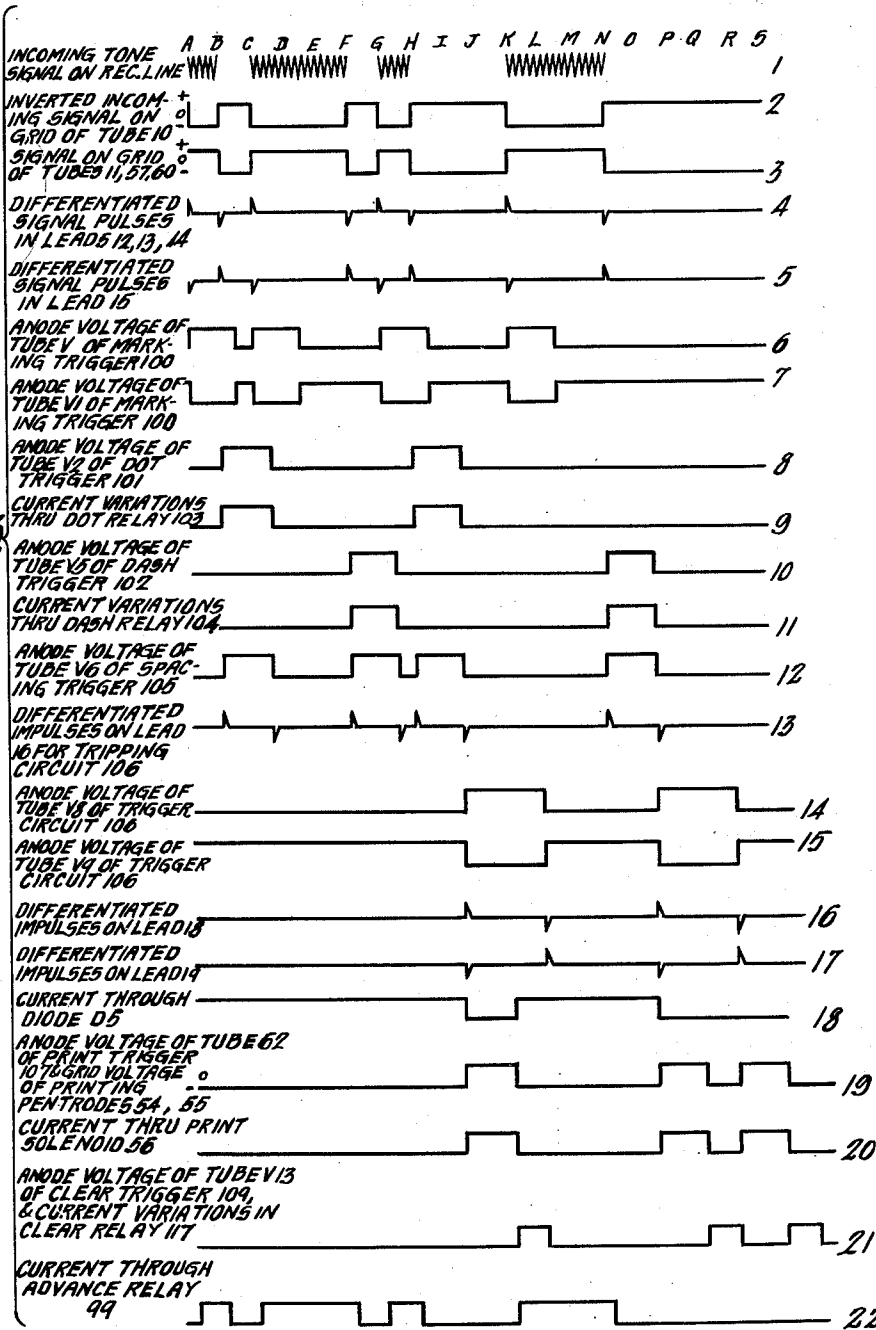 A B C D E F G H I J K L M N O P Q R S
INCOMING TONE
SIGNAL ON REC. LINE
1
INVERTED INCOM-
ING SIGNAL ON
GRID OF TUBE 10
+
0
-
2
SIGNAL ON GRID
OF TUBES 11, 57, 60
+
0
-
3
DIFFERENTIATED
SIGNAL PULSES
IN LEADS 12, 13, 14
4
DIFFERENTIATED
SIGNAL PULSES
IN LEAD 15
5
ANODE VOLTAGE OF
TUBE V OF MARK-
ING TRIGGER 100
6
ANODE VOLTAGE OF
TUBE V1 OF MARK-
ING TRIGGER 100
7
ANODE VOLTAGE OF
TUBE V2 OF DOT
TRIGGER 101
8
CURRENT VARIATIONS
THRU DOT RELAY 103
9
ANODE VOLTAGE OF
TUBE V5 OF DASH
TRIGGER 102
10
CURRENT VARIATIONS
THRU DASH RELAY 104
11
ANODE VOLTAGE OF
TUBE V6 OF SPAC-
ING TRIGGER 105
12
DIFFERENTIATED
IMPULSES ON LEAD
16 FOR TRIPPING
CIRCUIT 106
13
ANODE VOLTAGE OF
TUBE V8 OF TRIGGER
CIRCUIT 106
14
ANODE VOLTAGE OF
TUBE V9 OF TRIGGER
CIRCUIT 106
15
DIFFERENTIATED
IMPULSES ON LEAD 18
16
DIFFERENTIATED
IMPULSES ON LEAD 19
17
CURRENT THROUGH
DIODE D5
18
ANODE VOLTAGE OF TUBE 62
OF PRINT TRIGGER
107 & GRID VOLTAGE
OF PRINTING
PENTRODES 54, 55
0
-
19
CURRENT THRU PRINT
SOLENOID 56
20
ANODE VOLTAGE OF TUBE V13
OF CLEAR TRIGGER 109,
& CURRENT VARIATIONS IN
CLEAR RELAY 117
21
CURRENT THROUGH
ADVANCE RELAY
99
22